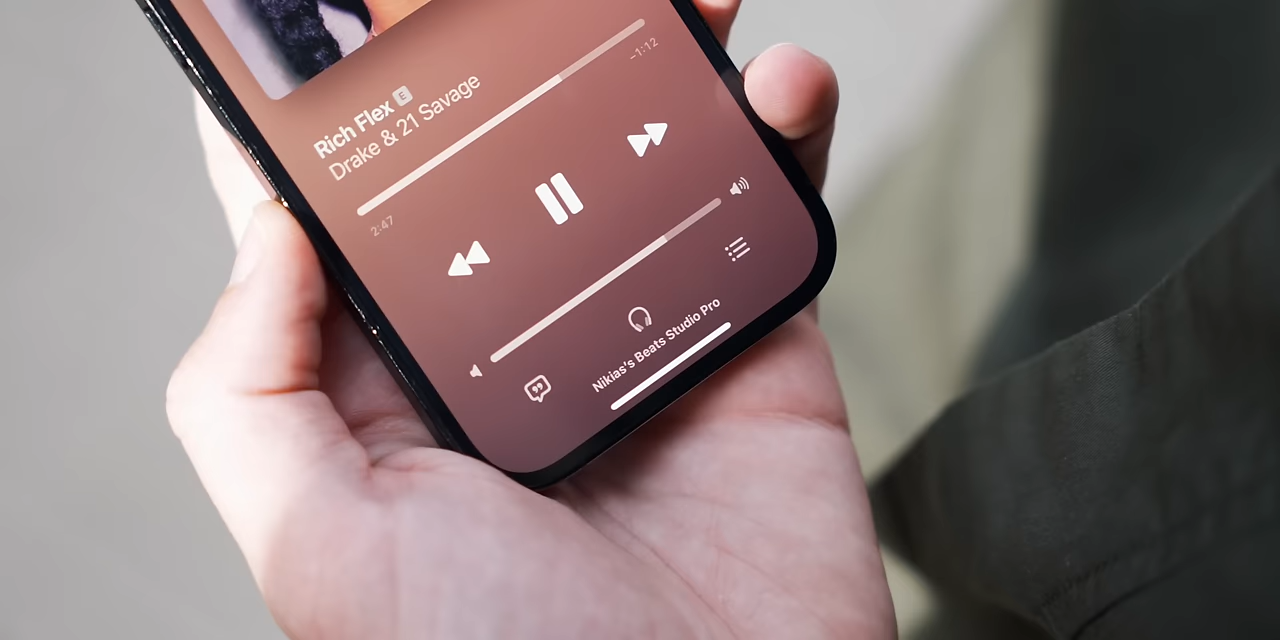 Rich Flex E
Drake & 21 Savage
2:47
-1:12
Nikias's Beats Studio Pro